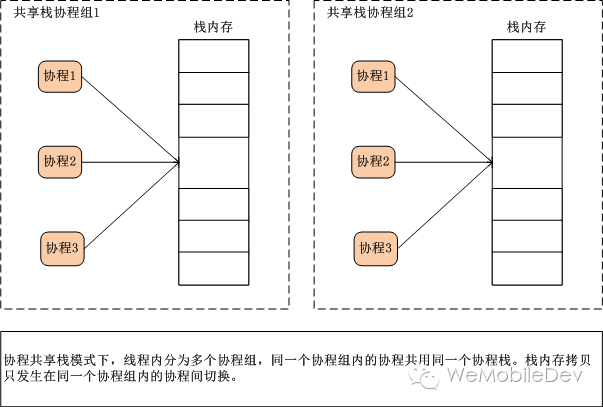 共享栈协程组1
栈内存
协程1
协程2
协程3
共享栈协程组2
栈内存
协程1
协程2
协程3
协程共享栈模式下，线程内分为多个协程组，同一个协程组内的协程共用同一个协程栈。栈内存拷贝
只发生在同一个协程组内的协程间切换。
WeMobileDev